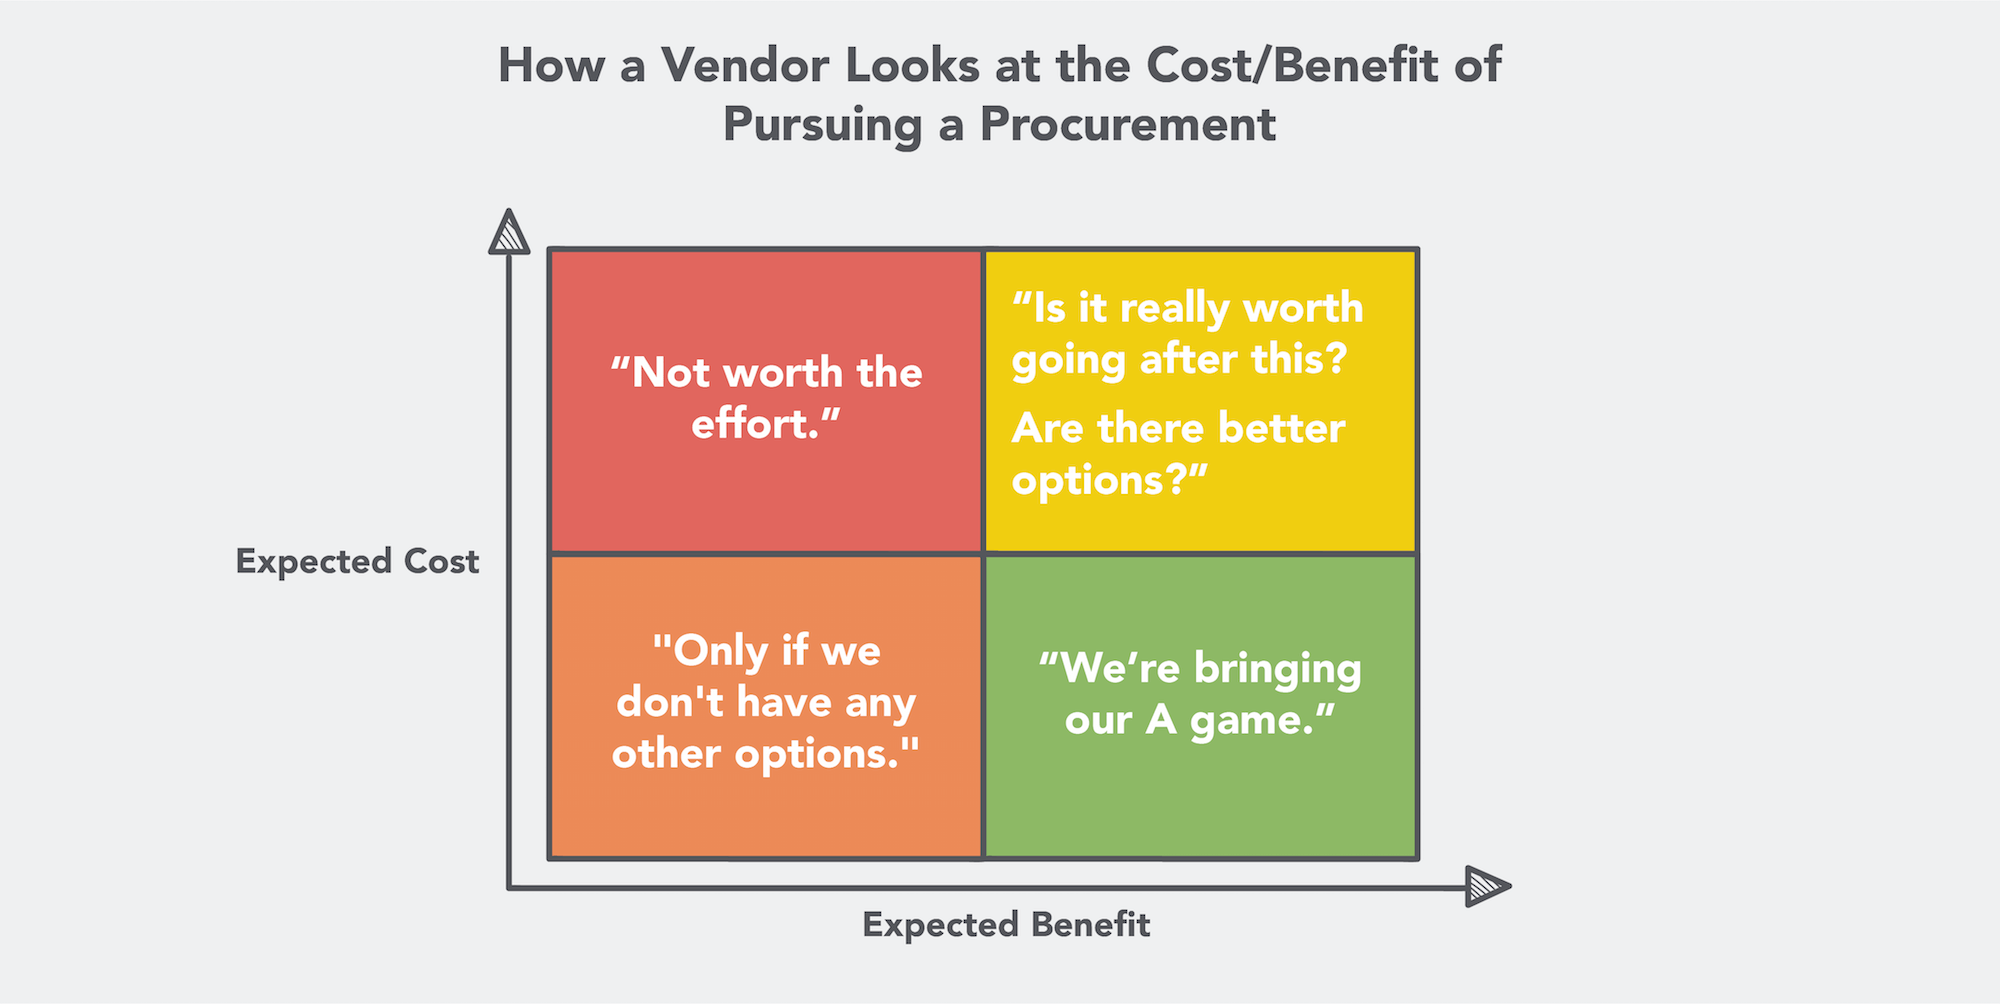 How a Vendor Looks at the Cost/Benefit of
Pursuing a Procurement
“Not worth the
effort.”
“Is it really worth
going after this?
Are there better
options?”
Expected Cost
"Only if we
don't have any
other options."
“We’re bringing
our A game.”
Expected Benefit